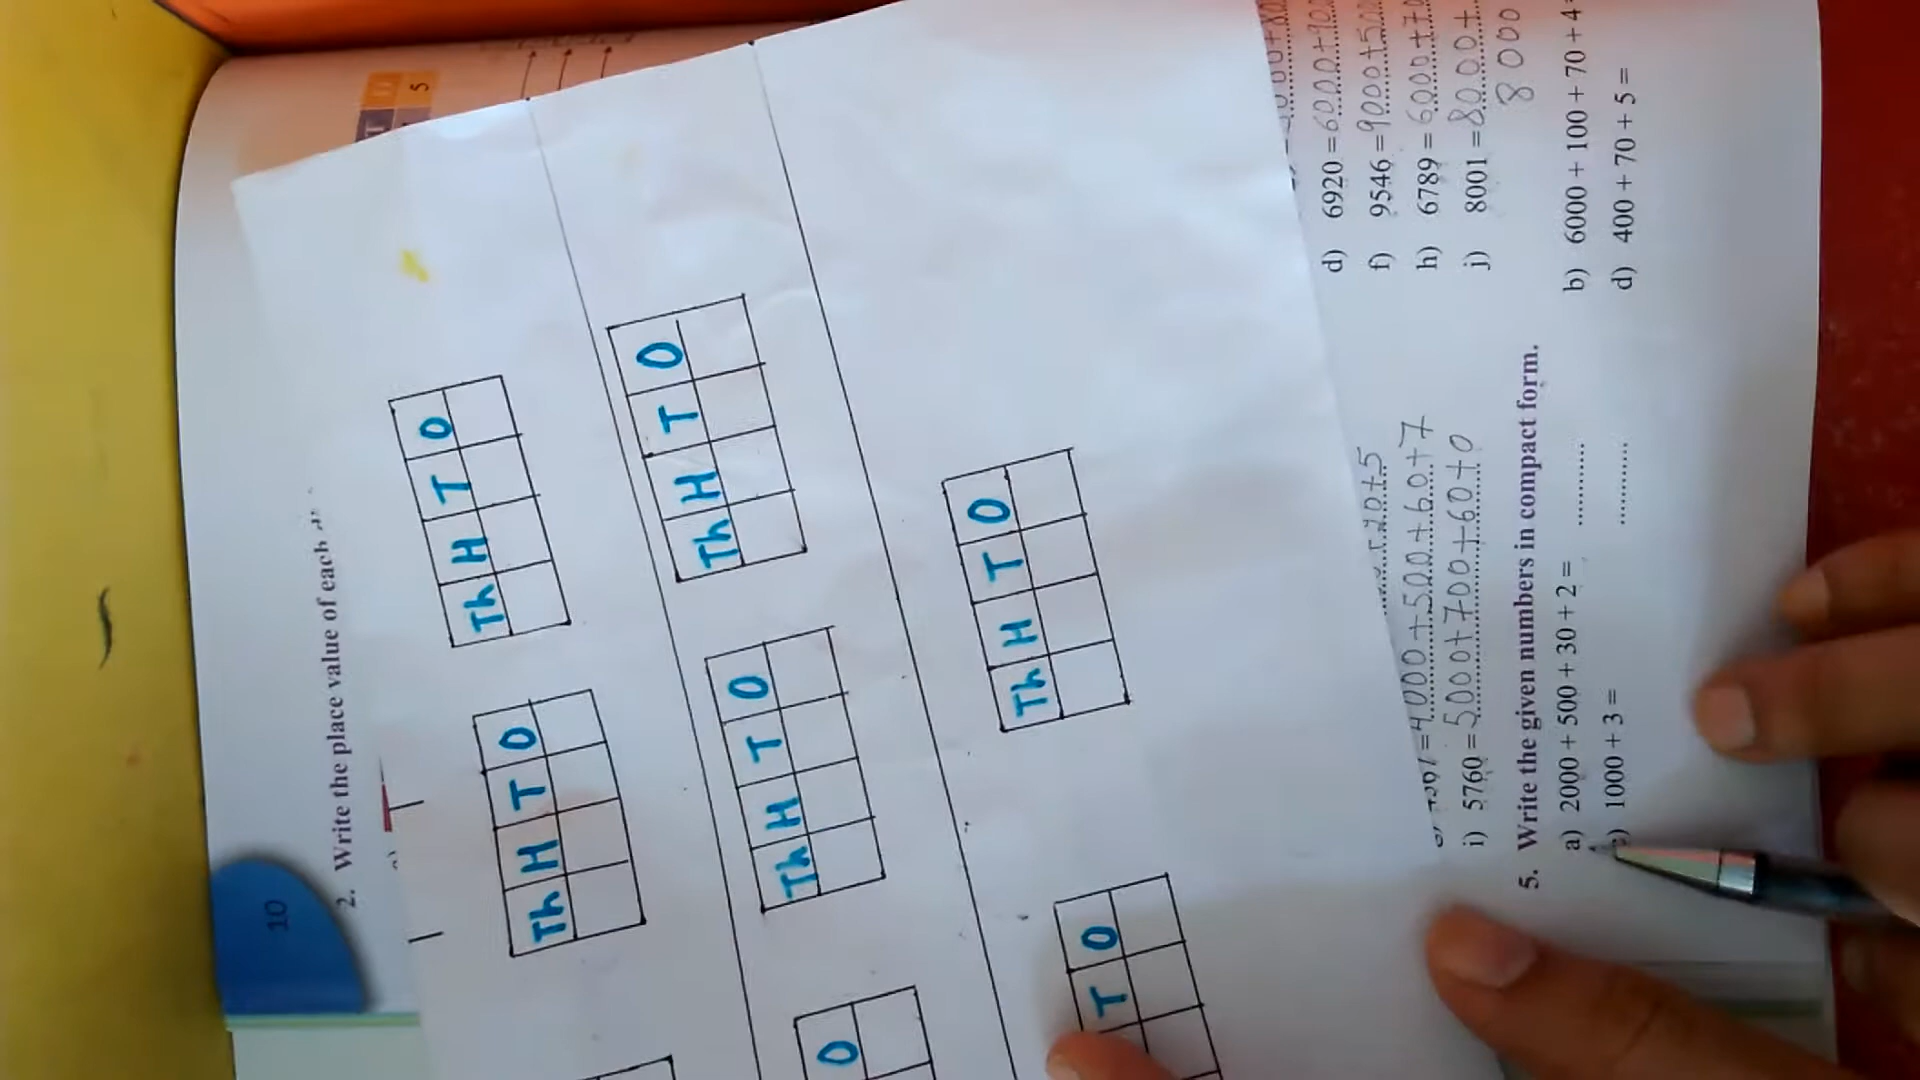 10
T
5
2. Write the place value of each
Th H T O
Th H T O
Th H T O
Th H T O
O
Th H T O
T O
d) 6920 = 6000+900
f) 9546 = 9000+500
h) 6789 = 6000+70
i) 5760 = 5000+700+60+0
j) 8001 = 8000+
8000
= 4000+500+60+7
5. Write the given numbers in compact form.
a) 2000 + 500 + 30 + 2 = ............
b) 6000 + 100 + 70 + 4
1000 + 3 = ............
d) 400 + 70 + 5 =